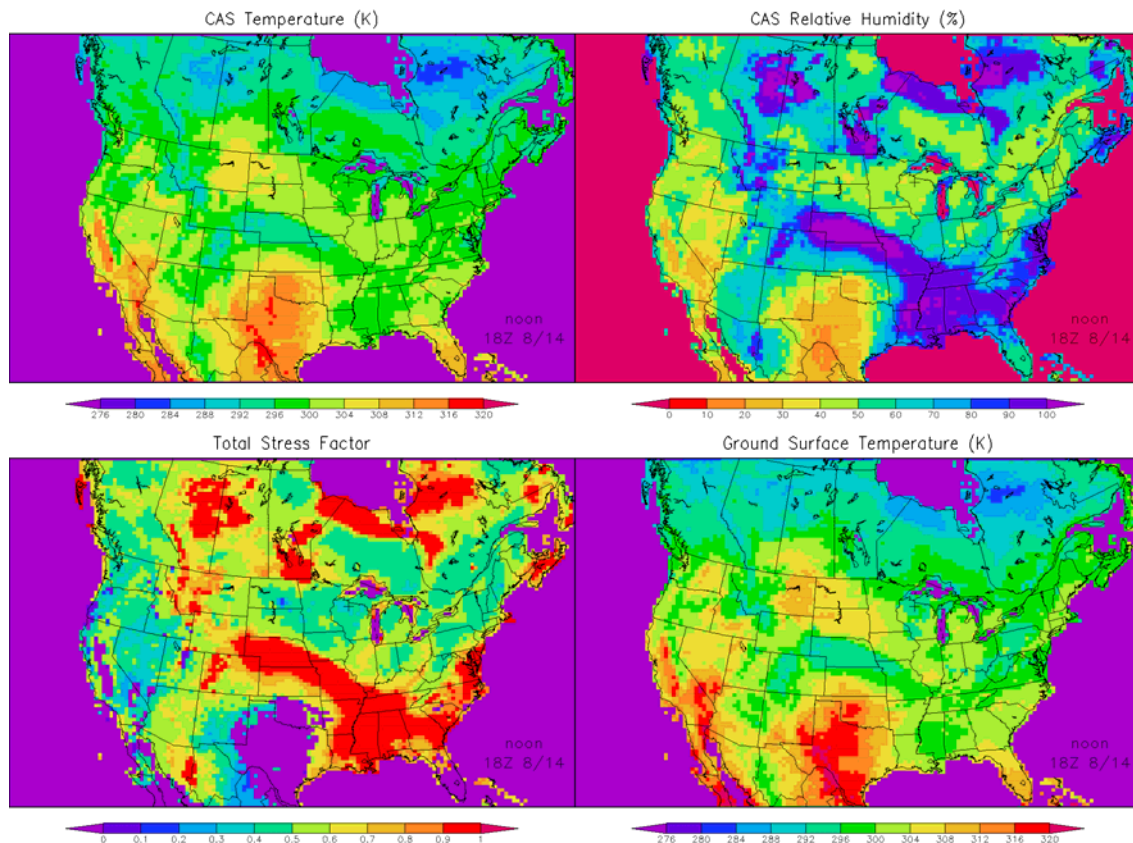 CAS Temperature (K)
CAS Relative Humidity (%)
noon
18Z 8/14
noon
18Z 8/14
276 280 284 288 292 296 300 304 308 312 316 320
0 10 20 30 40 50 60 70 80 90 100
Total Stress Factor
Ground Surface Temperature (K)
noon
18Z 8/14
noon
18Z 8/14
0 0.1 0.2 0.3 0.4 0.5 0.6 0.7 0.8 0.9 1
276 280 284 288 292 296 300 304 308 312 316 320